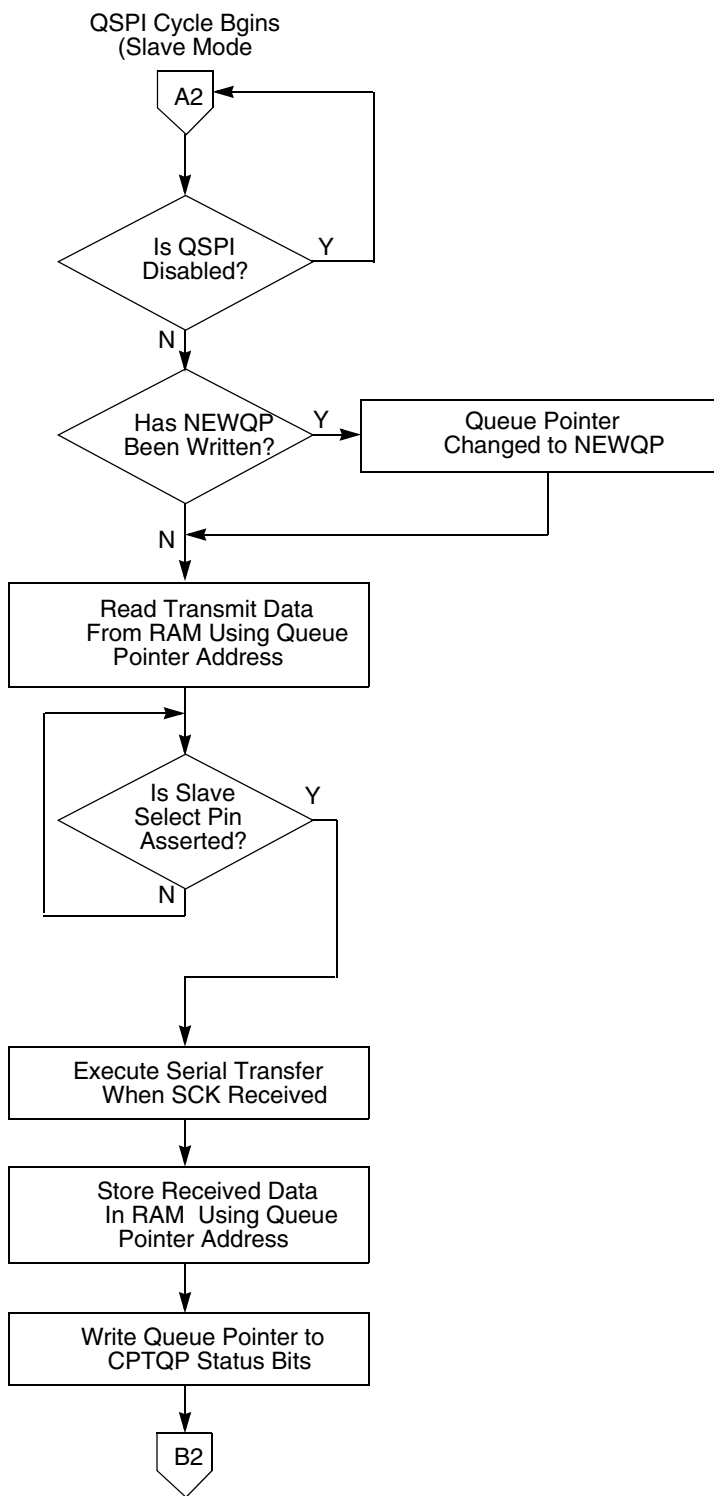 QSPI Cycle Bgins
(Slave Mode
A2
Is QSPI
Disabled?
Y
N
Has NEWQP
Been Written?
Y
Queue Pointer
Changed to NEWQP
N
Read Transmit Data
From RAM Using Queue
Pointer Address
Is Slave
Select Pin
Asserted?
Y
N
Execute Serial Transfer
When SCK Received
Store Received Data
In RAM Using Queue
Pointer Address
Write Queue Pointer to
CPTQP Status Bits
B2